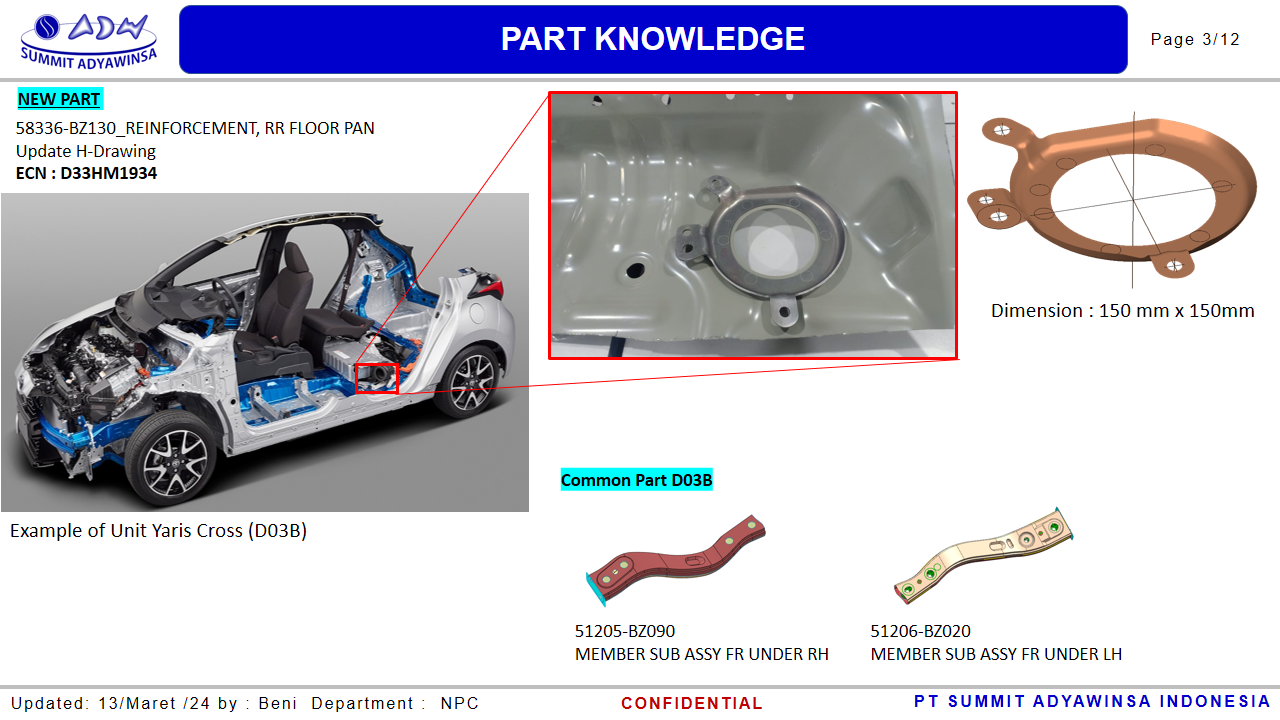 ADW
SUMMIT ADYAWINSA
PART KNOWLEDGE
Page 3/12
NEW PART
58336-BZ130_REINFORCEMENT, RR FLOOR PAN
Update H-Drawing
ECN : D33HM1934
Dimension : 150 mm x 150mm
Example of Unit Yaris Cross (D03B)
Common Part D03B
51205-BZ090
MEMBER SUB ASSY FR UNDER RH
51206-BZ020
MEMBER SUB ASSY FR UNDER LH
Updated: 13/Maret /24 by : Beni Department : NPC
CONFIDENTIAL
PT SUMMIT ADYAWINSA INDONESIA